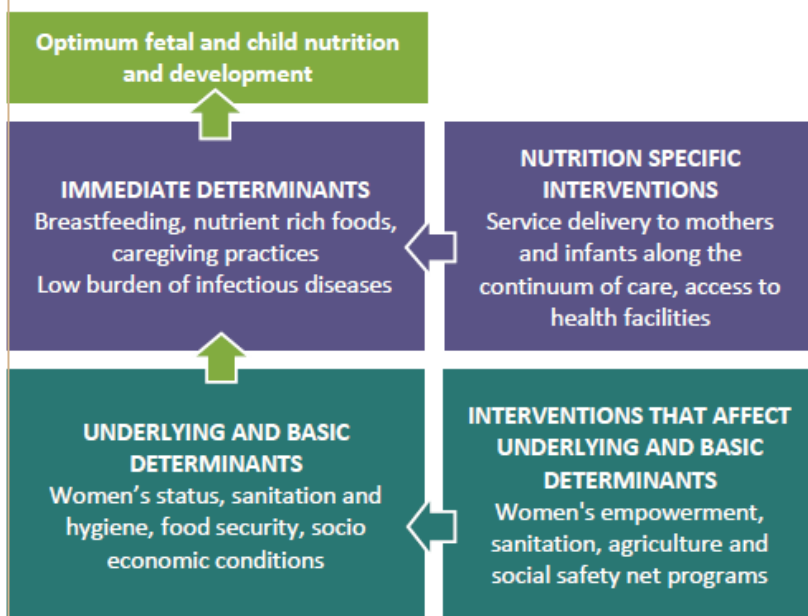 Optimum fetal and child nutrition
and development
IMMEDIATE DETERMINANTS
Breastfeeding, nutrient rich foods,
caregiving practices
Low burden of infectious diseases
NUTRITION SPECIFIC
INTERVENTIONS
Service delivery to mothers
and infants along the
continuum of care, access to
health facilities
UNDERLYING AND BASIC
DETERMINANTS
Women’s status, sanitation and
hygiene, food security, socio
economic conditions
INTERVENTIONS THAT AFFECT
UNDERLYING AND BASIC
DETERMINANTS
Women's empowerment,
sanitation, agriculture and
social safety net programs